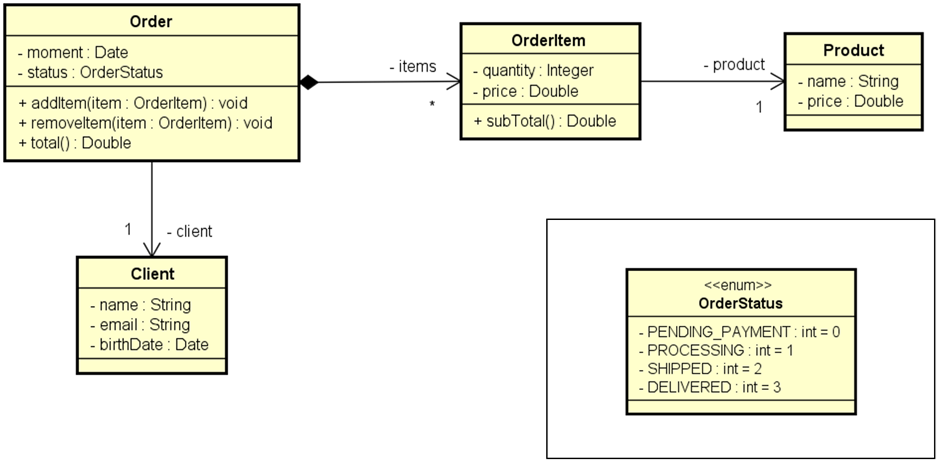 Order
- moment : Date
- status : OrderStatus
+ addItem(item : OrderItem) : void
+ removeItem(item : OrderItem) : void
+ total() : Double
- items
*
OrderItem
- quantity : Integer
- price : Double
+ subTotal() : Double
- product
1
Product
- name : String
- price : Double
1
- client
Client
- name : String
- email : String
- birthDate : Date
<<enum>>
OrderStatus
- PENDING_PAYMENT : int = 0
- PROCESSING : int = 1
- SHIPPED : int = 2
- DELIVERED : int = 3